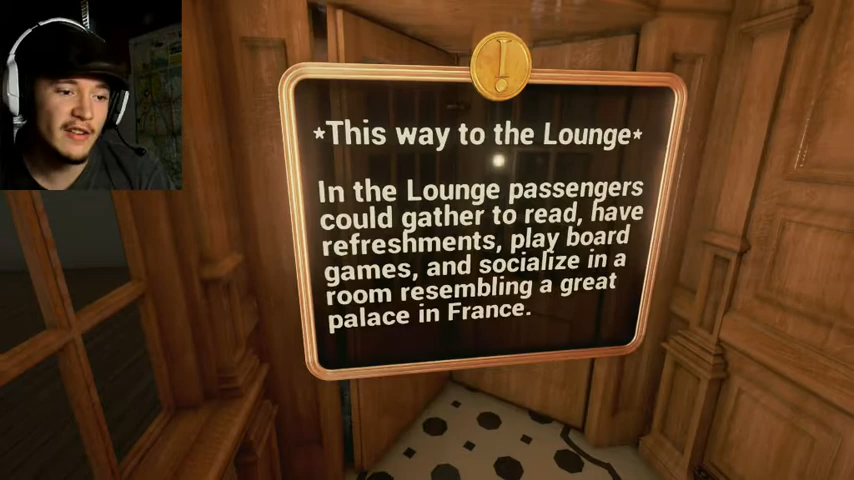 *This way to the Lounge*
In the Lounge passengers
could gather to read, have
refreshments, play board
games, and socialize in a
room resembling a great
palace in France.